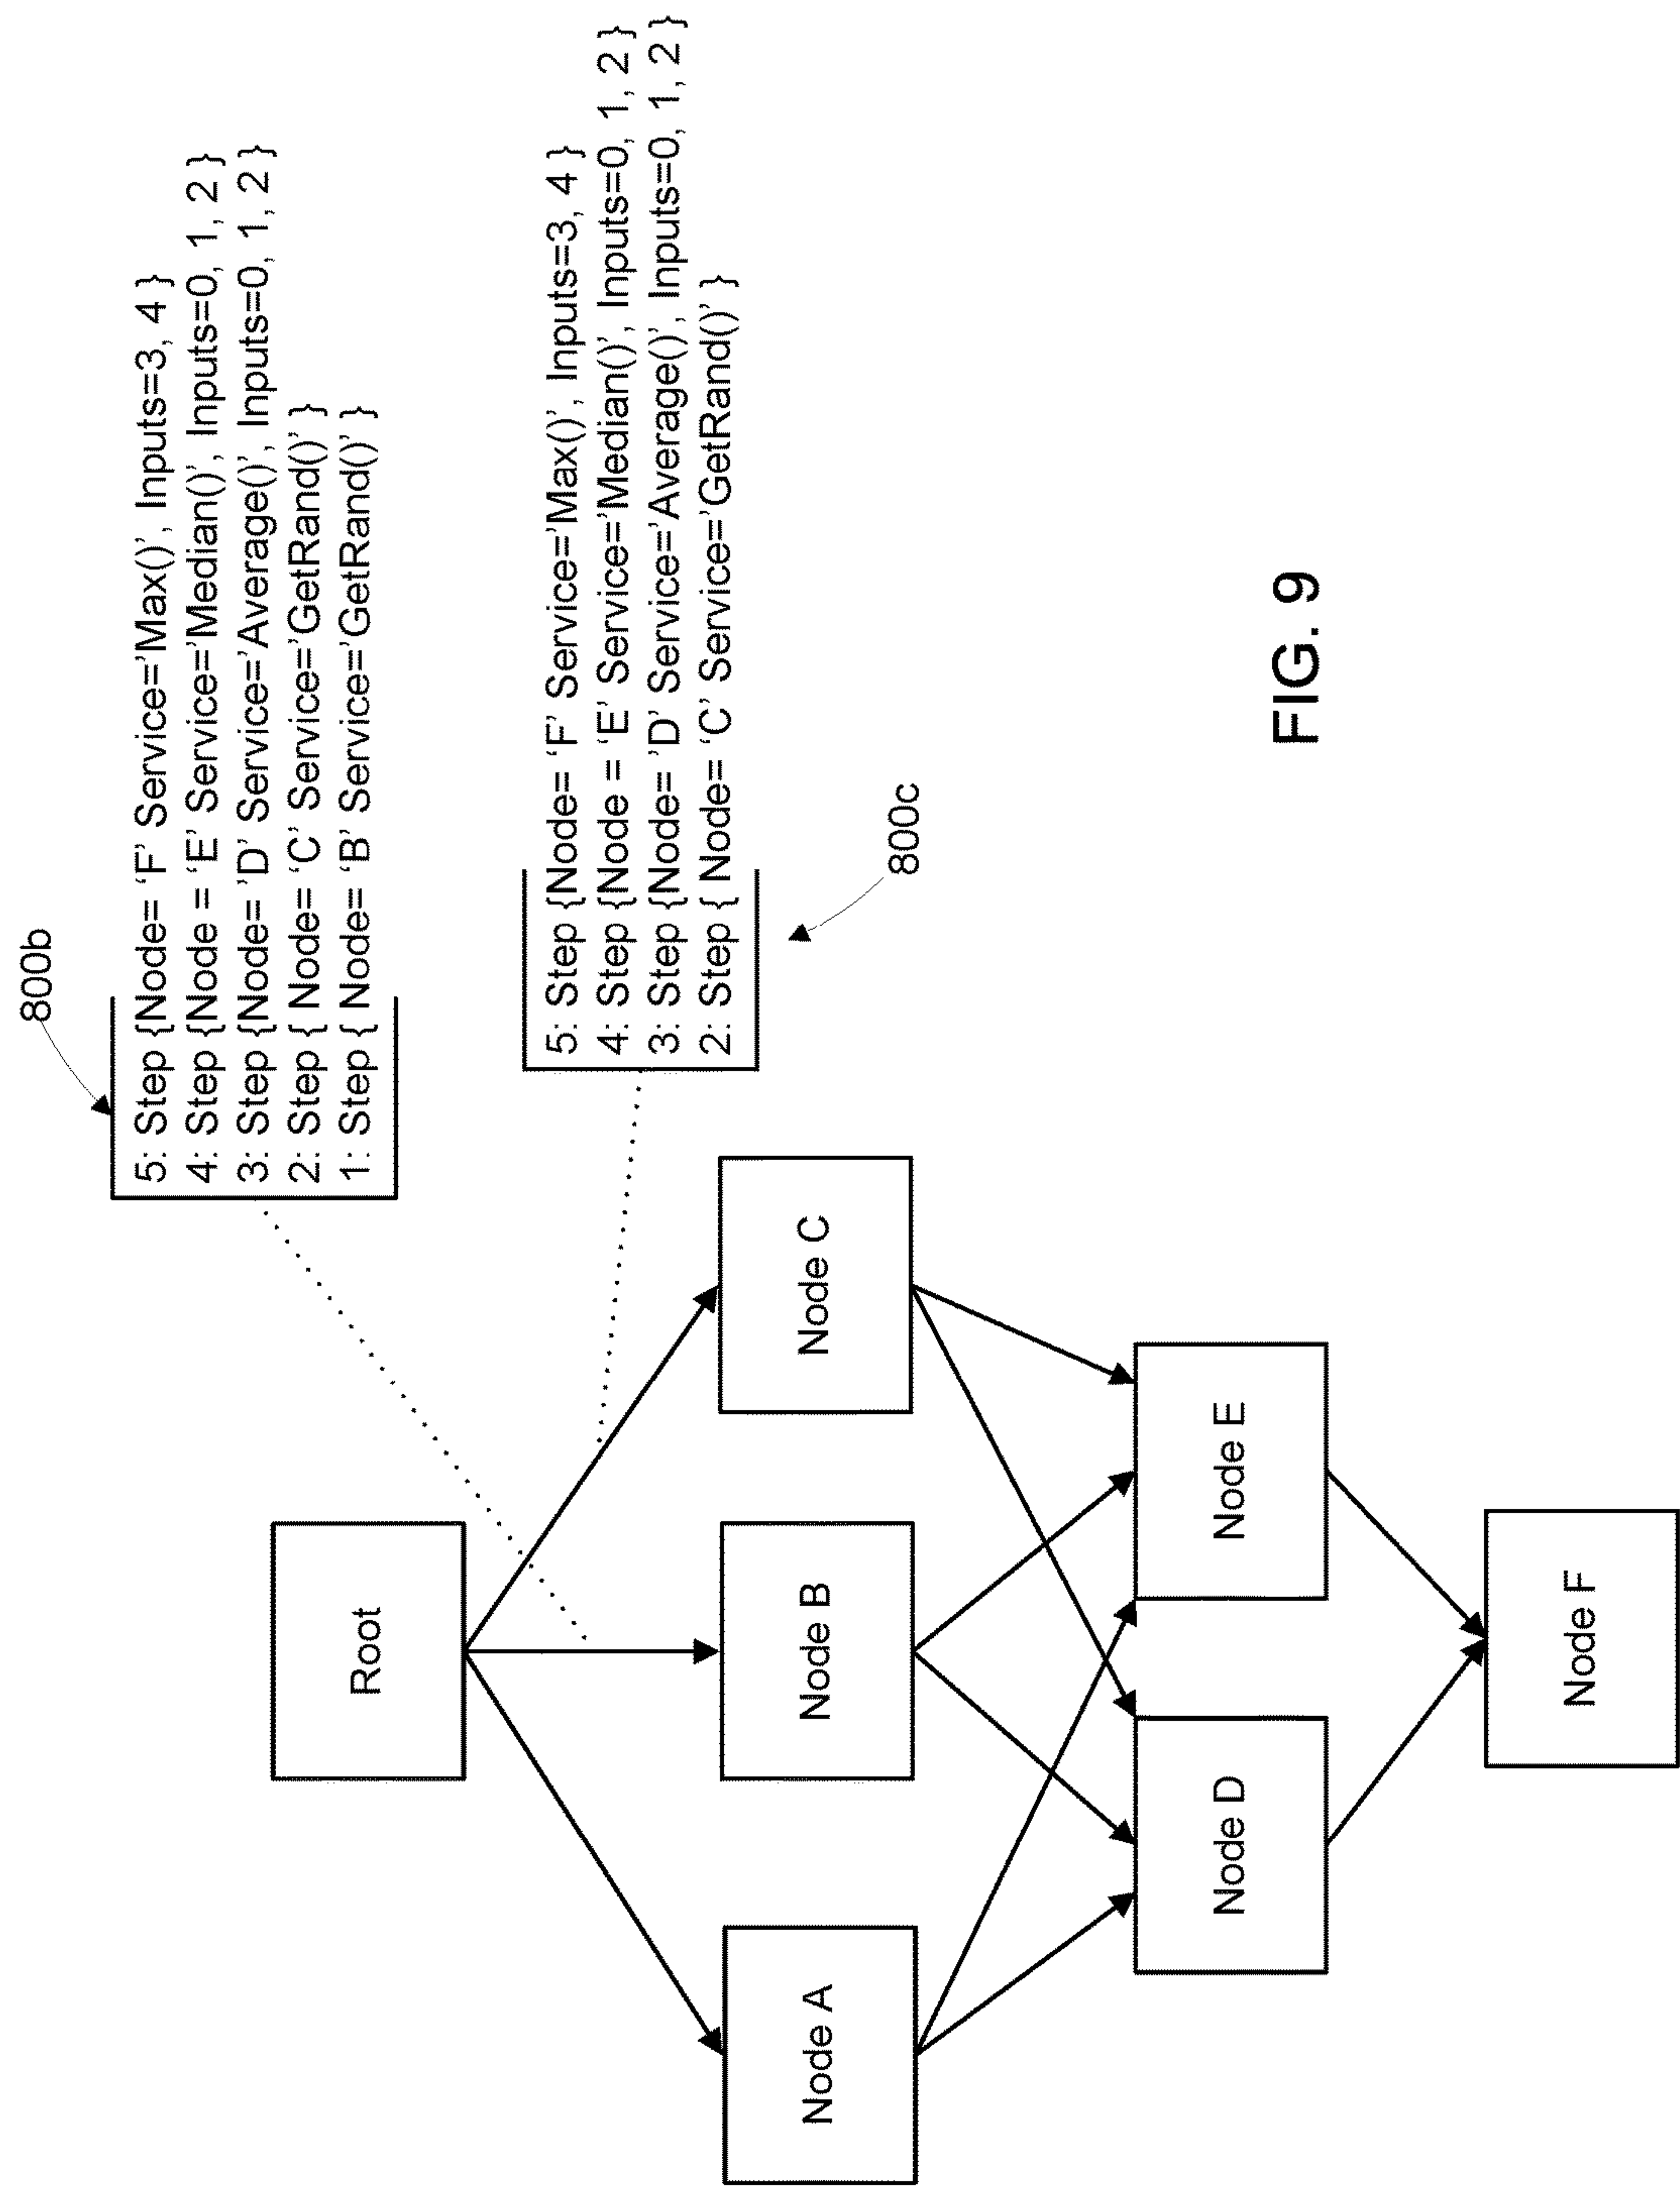 800b
5: Step {Node= ‘F’ Service=’Max()’, Inputs=3, 4 }
4: Step {Node = ‘E’ Service=’Median()’, Inputs=0, 1, 2 }
3: Step {Node= ’D’ Service=’Average()’, Inputs=0, 1, 2 }
2: Step { Node= ‘C’ Service=’GetRand()’ }
1: Step { Node= ‘B’ Service=’GetRand()’ }
5: Step {Node= ‘F’ Service=’Max()’, Inputs=3, 4 }
4: Step {Node = ‘E’ Service=’Median()’, Inputs=0, 1, 2 }
3: Step {Node= ’D’ Service=’Average()’, Inputs=0, 1, 2 }
2: Step { Node= ‘C’ Service=’GetRand()’ }
800c
Root
Node A
Node B
Node C
Node D
Node E
Node F
FIG. 9